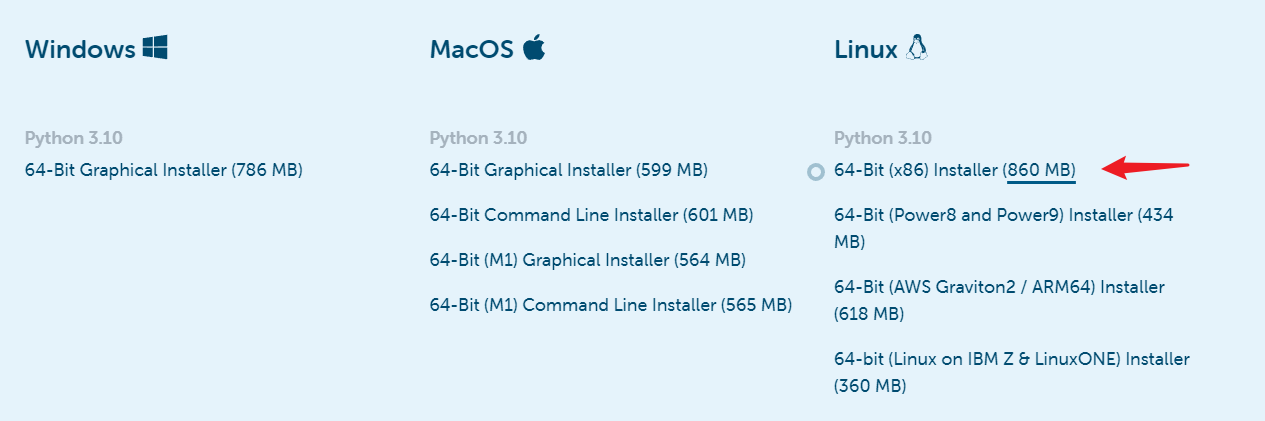 Windows
Python 3.10
64-Bit Graphical Installer (786 MB)
MacOS
Python 3.10
64-Bit Graphical Installer (599 MB)
64-Bit Command Line Installer (601 MB)
64-Bit (M1) Graphical Installer (564 MB)
64-Bit (M1) Command Line Installer (565 MB)
Linux
Python 3.10
64-Bit (x86) Installer (860 MB)
64-Bit (Power8 and Power9) Installer (434
MB)
64-Bit (AWS Graviton2 / ARM64) Installer
(618 MB)
64-bit (Linux on IBM Z & LinuxONE) Installer
(360 MB)